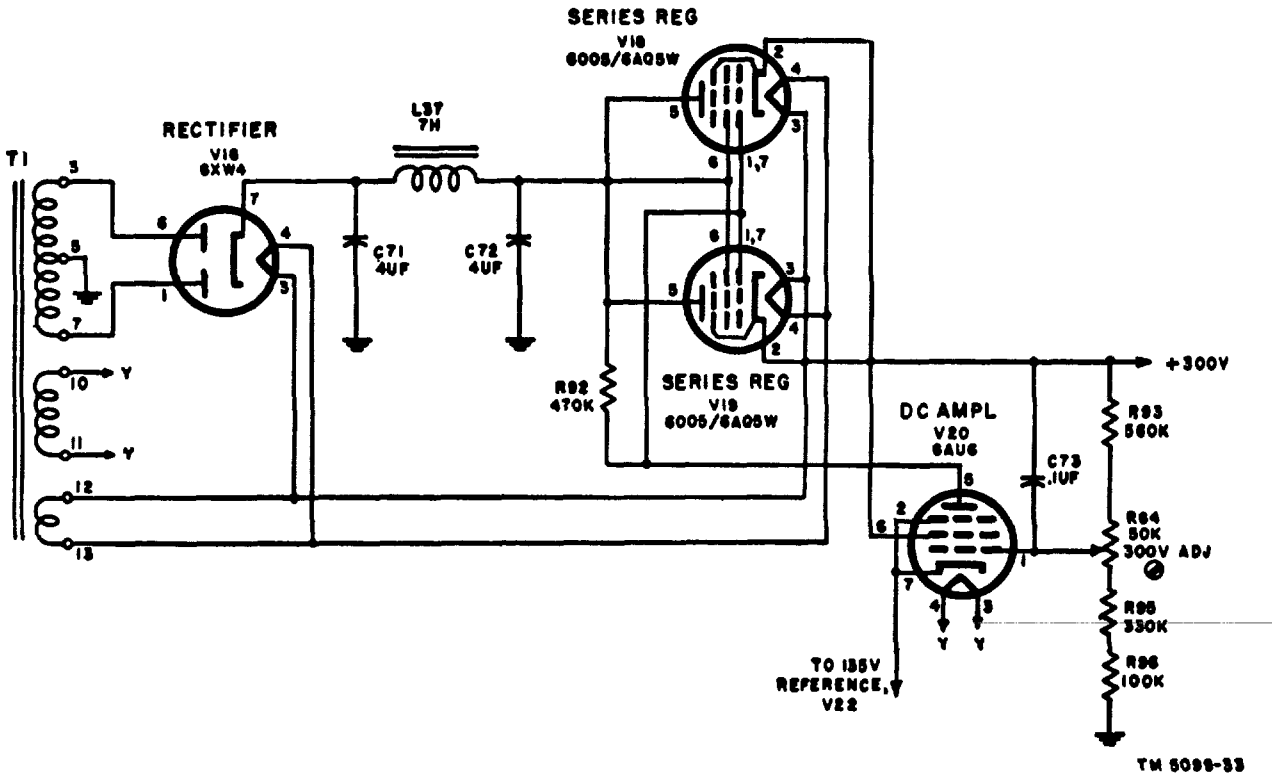 SERIES REG
V18
6005/6AQ5W
2
4
5
3
6
1,7
L37
7H
RECTIFIER
V16
6XW4
7
T1
3
6
4
5
1
3
7
C71
4UF
C72
4UF
6
1,7
5
3
4
2
SERIES REG
V19
6005/6AQ5W
+300V
R92
470K
10
Y
11
Y
12
13
DC AMPL
V20
6AU6
5
2
6
7
1
4
3
Y
Y
C73
.1UF
R93
560K
R64
50K
300V ADJ
R95
330K
R96
100K
TO 135V
REFERENCE,
V22
TM 5099-33